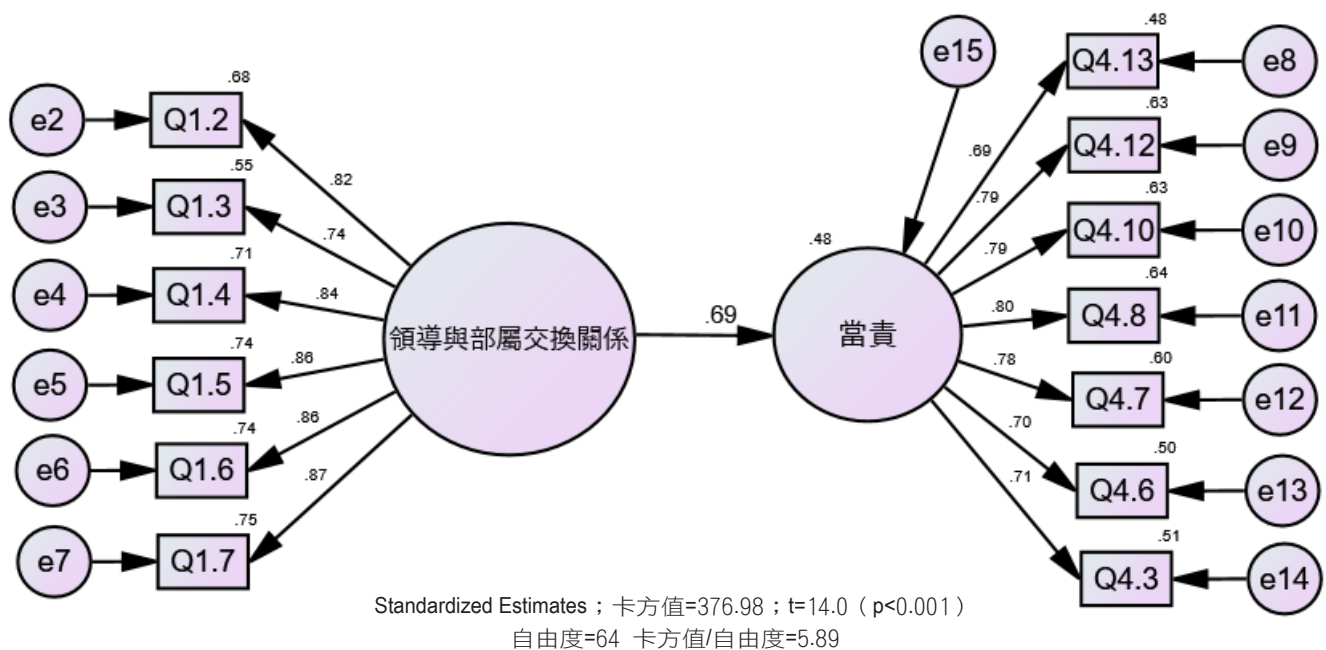 e15
.48
Q4.13
e8
.68
e2
Q1.2
.63
Q4.12
e9
.69
.82
.55
e3
Q1.3
.79
.63
Q4.10
e10
.74
.79
.71
e4
Q1.4
.84
.48
.64
.80
Q4.8
e11
領導與部屬交換關係
.69
當責
.74
e5
Q1.5
.86
.78
.60
Q4.7
e12
.86
.70
.74
e6
Q1.6
.87
.71
.50
Q4.6
e13
.75
e7
Q1.7
.51
Q4.3
e14
Standardized Estimates；卡方值=376.98；t=14.0（p<0.001）
自由度=64 卡方值/自由度=5.89